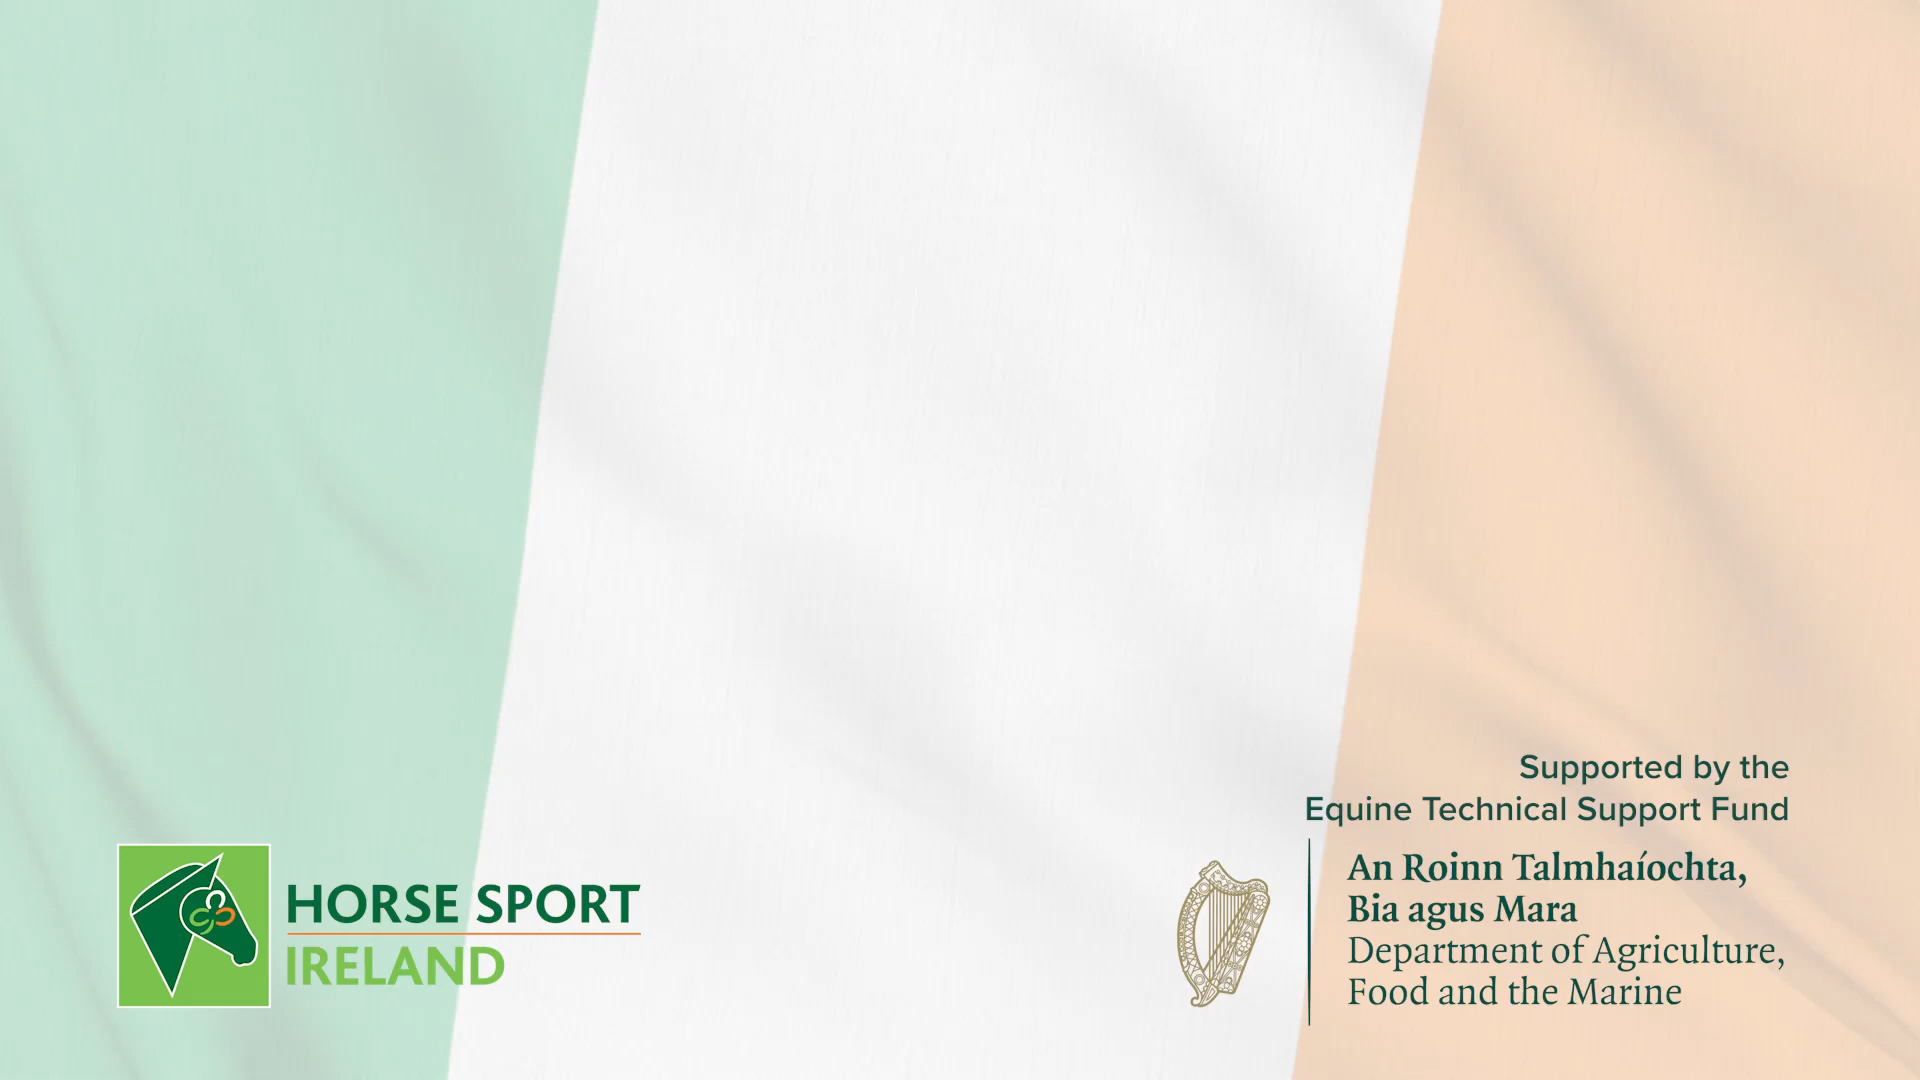 HORSE SPORT
IRELAND
Supported by the
Equine Technical Support Fund
An Roinn Talmhaíochta,
Bia agus Mara
Department of Agriculture,
Food and the Marine